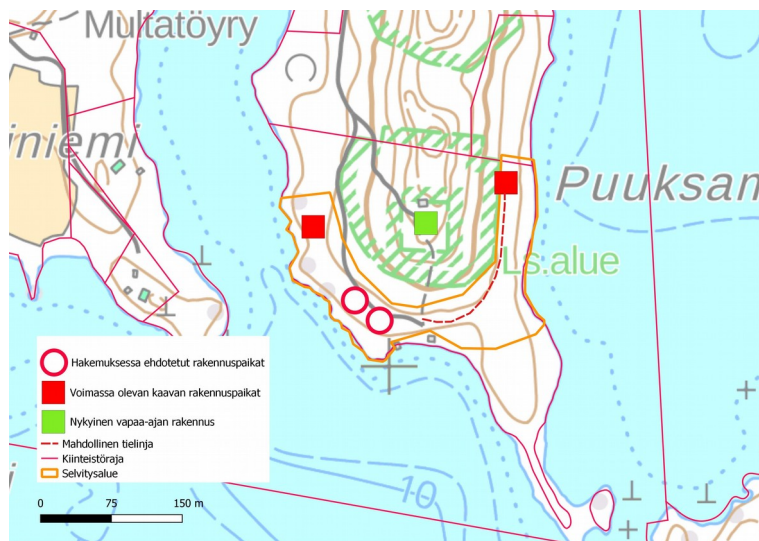 Multatöyry
iniemi
Puuksam
Ls.alue
Hakemuksessa ehdotetut rakennuspaikat
Voimassa olevan kaavan rakennuspaikat
Nykyinen vapaa-ajan rakennus
Mahdollinen tielinja
Kiinteistöraja
Selvitysalue
0 75 150 m
10